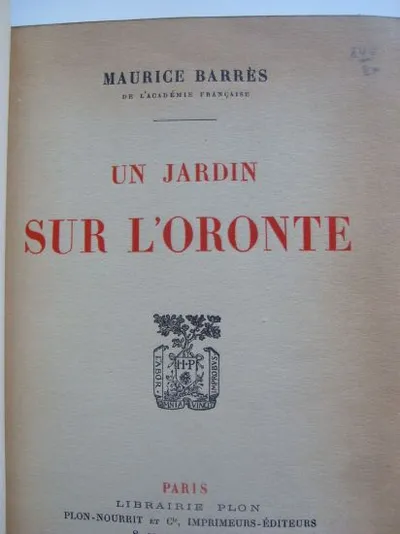 MAURICE BARRÈS
DE L'ACADÉMIE FRANÇAISE
UN JARDIN
SUR L'ORONTE
LABOR
H·P
IMPROBVS
OMNIA VINCIT
PARIS
LIBRAIRIE PLON
PLON-NOURRIT ET Cie, IMPRIMEURS-ÉDITEURS